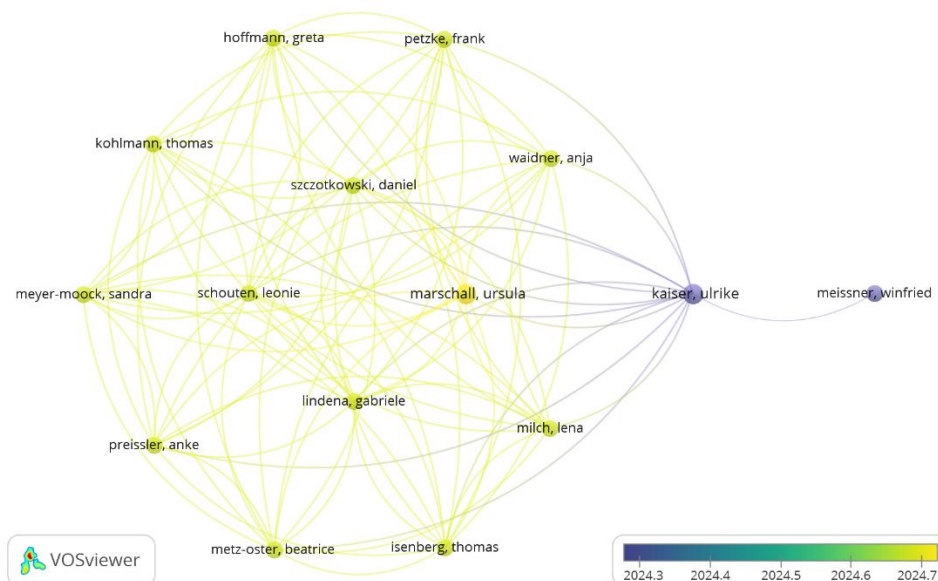 hoffmann, greta
petzke, frank
kohlmann, thomas
waidner, anja
szczotkowski, daniel
meyer-moock, sandra
schouten, leonie
marschall, ursula
kaiser, ulrike
meissner, winfried
lindena, gabriele
milch, lena
preissler, anke
metz-oster, beatrice
isenberg, thomas
VOSviewer
2024.3 2024.4 2024.5 2024.6 2024.7